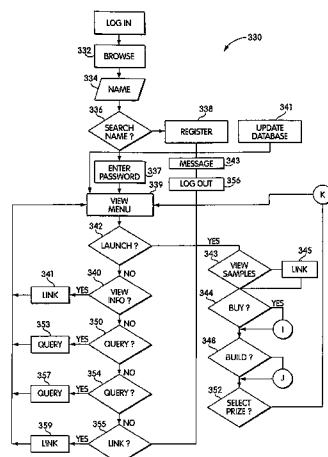 LOG IN
330
332
BROWSE
334
NAME
336
SEARCH NAME ?
338
REGISTER
341
UPDATE DATABASE
ENTER PASSWORD
337
MESSAGE
343
LOG OUT
356
339
VIEW MENU
K
342
LAUNCH ?
YES
NO
343
VIEW SAMPLES
345
LINK
341
LINK
YES
340
VIEW INFO ?
NO
344
BUY ?
YES
I
353
QUERY
YES
350
QUERY ?
NO
348
BUILD ?
J
357
QUERY
YES
354
QUERY ?
NO
352
SELECT PRIZE ?
359
LINK
YES
355
LINK ?